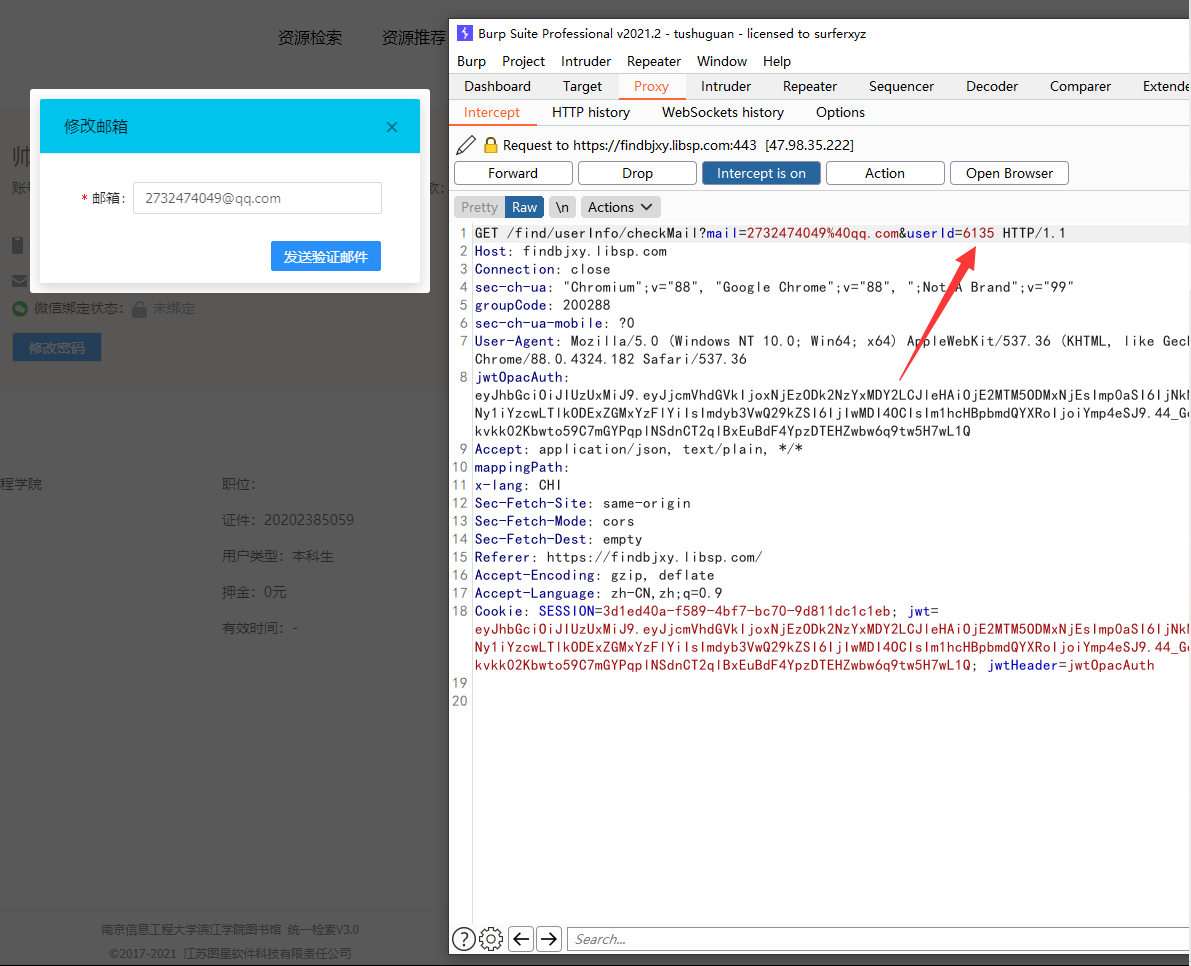 资源检索 资源推荐
修改邮箱
* 邮箱: 2732474049@qq.com
发送验证邮件
帅
账号
款:
微信绑定状态: 未绑定
修改密码
程学院
职位:
证件: 20202385059
用户类型: 本科生
押金: 0元
有效时间: -
南京信息工程大学滨江学院图书馆 统一检索V3.0
©2017-2021 江苏图星软件科技有限责任公司
Burp Suite Professional v2021.2 - tushuguan - licensed to surferxyz
Burp Project Intruder Repeater Window Help
Dashboard Target Proxy Intruder Repeater Sequencer Decoder Comparer Extende
Intercept HTTP history WebSockets history Options
Request to https://findbjxy.libsp.com:443 [47.98.35.222]
Forward Drop Intercept is on Action Open Browser
Pretty Raw \n Actions
1 GET /find/userInfo/checkMail?mail=2732474049%40qq.com&userId=6135 HTTP/1.1
2 Host: findbjxy.libsp.com
3 Connection: close
4 sec-ch-ua: "Chromium";v="88", "Google Chrome";v="88", ";Not A Brand";v="99"
5 groupCode: 200288
6 sec-ch-ua-mobile: ?0
7 User-Agent: Mozilla/5.0 (Windows NT 10.0; Win64; x64) AppleWebKit/537.36 (KHTML, like Geck
Chrome/88.0.4324.182 Safari/537.36
8 jwtOpacAuth:
9 Accept: application/json, text/plain, */*
10 mappingPath:
11 x-lang: CHI
12 Sec-Fetch-Site: same-origin
13 Sec-Fetch-Mode: cors
14 Sec-Fetch-Dest: empty
15 Referer: https://findbjxy.libsp.com/
16 Accept-Encoding: gzip, deflate
17 Accept-Language: zh-CN,zh;q=0.9
18 Cookie: SESSION=3d1ed40a-f589-4bf7-bc70-9d811dc1c1eb; jwt=
jwtHeader=jwtOpacAuth
19
20
Search...